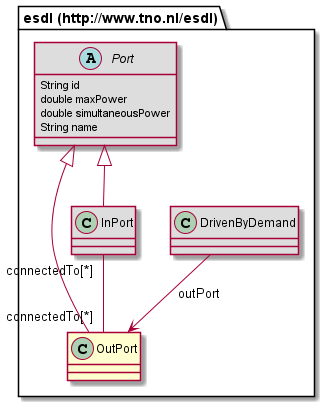 esdl (http://www.tno.nl/esdl)
A Port
String id
double maxPower
double simultaneousPower
String name
C InPort
C DrivenByDemand
connectedTo[*]
outPort
connectedTo[*]
C OutPort